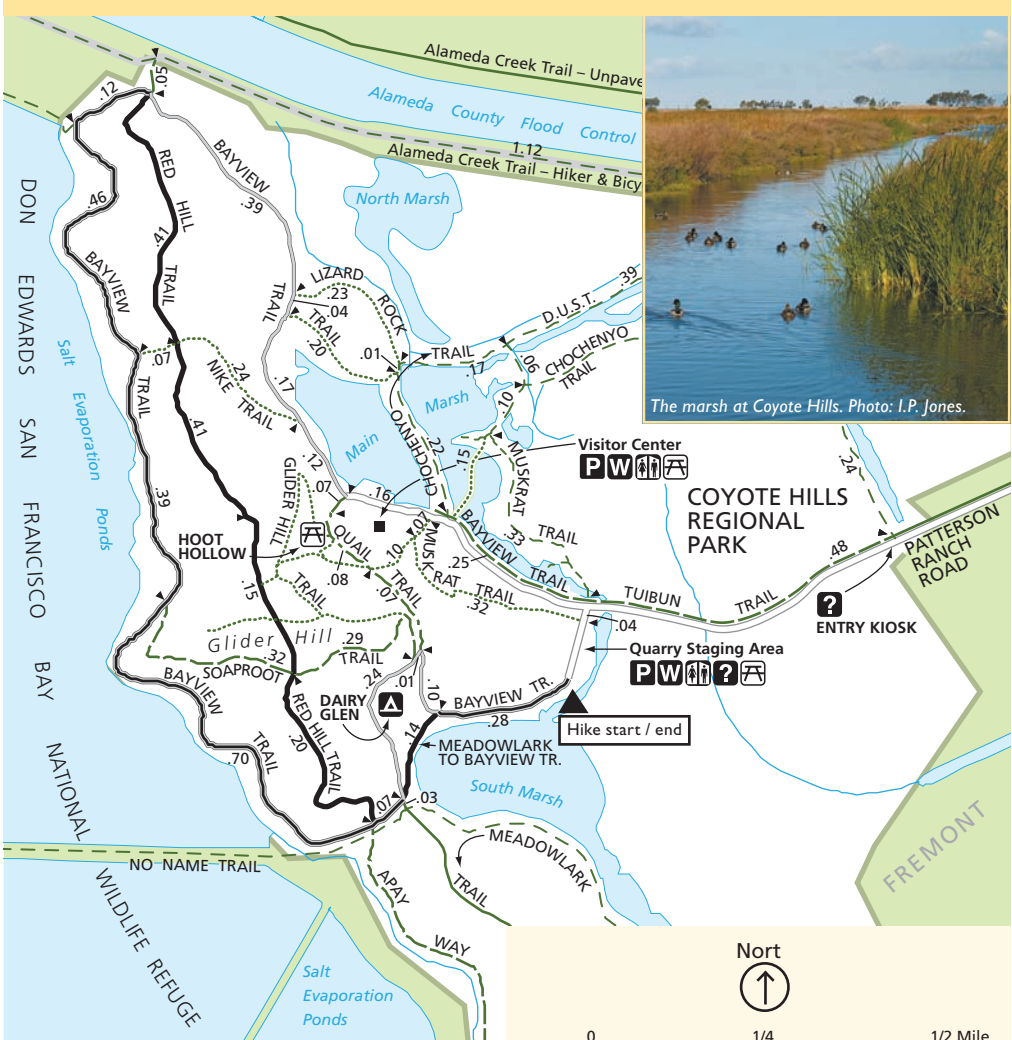 Alameda Creek Trail – Unpave
Alameda County Flood Control
1.12
Alameda Creek Trail – Hiker & Bicy
The marsh at Coyote Hills. Photo: I.P. Jones.
.05
.12
RED HILL TRAIL
.41
BAYVIEW TRAIL
.39
.46
North Marsh
LIZARD ROCK TRAIL
.23
.04
.20
.01
D.U.S.T. TRAIL
.39
.17
.06
CHOCHENYO TRAIL
.10
BAYVIEW TRAIL
.07
.24
NIKE TRAIL
.17
.41
.39
Main Marsh
CHOCHENYO
.22
.15
MUSKRAT TRAIL
.33
Visitor Center
P W
.12
.07
.16
GLIDER HILL TRAIL
HOOT HOLLOW
QUAIL TRAIL
.08
.10
.07
.07
MUSKRAT TRAIL
.32
.25
BAYVIEW TRAIL
COYOTE HILLS
REGIONAL
PARK
.24
TUIBUN TRAIL
.48
PATTERSON
RANCH
ROAD
?
ENTRY KIOSK
.04
Quarry Staging Area
P W ?
.15
Glider Hill
.29
.32
SOAPROOT TRAIL
.24
.01
.10
DAIRY
GLEN
BAYVIEW TR.
.28
Hike start / end
.14
MEADOWLARK
TO BAYVIEW TR.
RED HILL TRAIL
.20
BAYVIEW TRAIL
.70
.07
.03
South Marsh
MEADOWLARK TRAIL
APAY WAY
NO NAME TRAIL
DON EDWARDS SAN FRANCISCO BAY NATIONAL WILDLIFE REFUGE
Salt Evaporation Ponds
Salt
Evaporation
Ponds
FREMONT
Nort
0 1/4 1/2 Mile